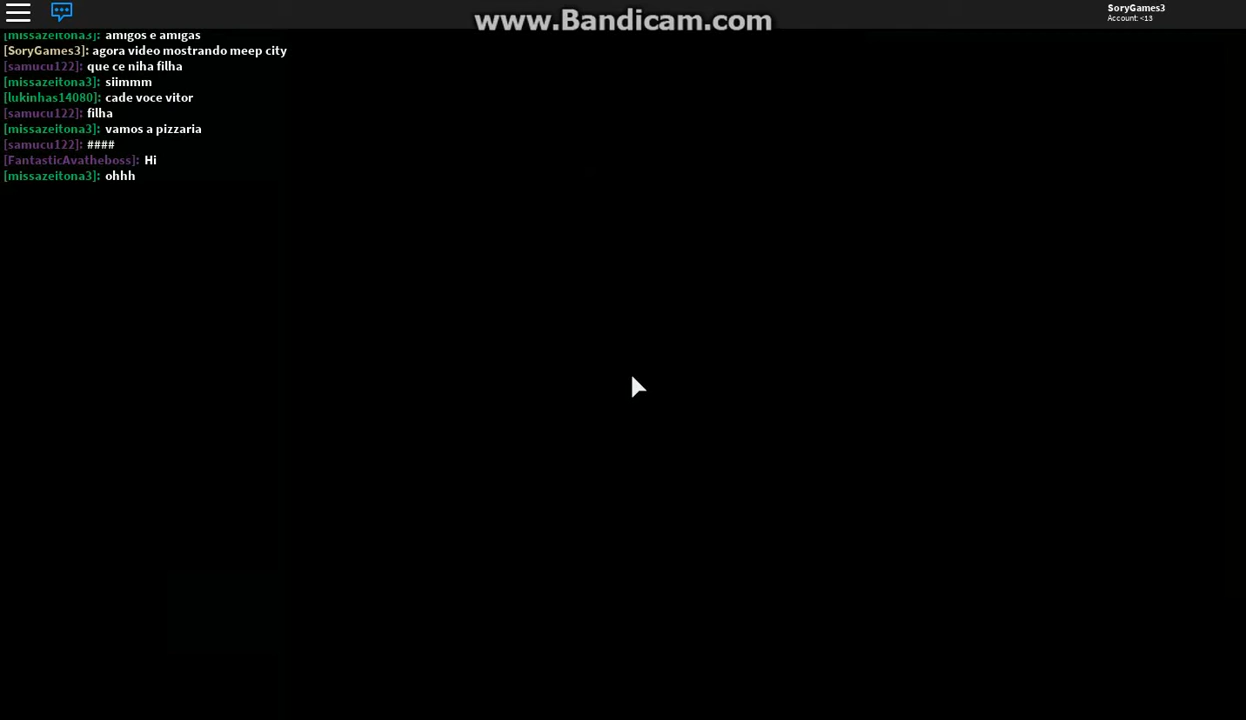 www.Bandicam.com
SoryGames3
Account: <13
[missazeitona3]: amigos e amigas
[SoryGames3]: agora video mostrando meep city
[samucu122]: que ce niha filha
[missazeitona3]: siimmm
[lukinhas14080]: cade voce vitor
[samucu122]: filha
[missazeitona3]: vamos a pizzaria
[samucu122]: ####
[FantasticAvatheboss]: Hi
[missazeitona3]: ohhh